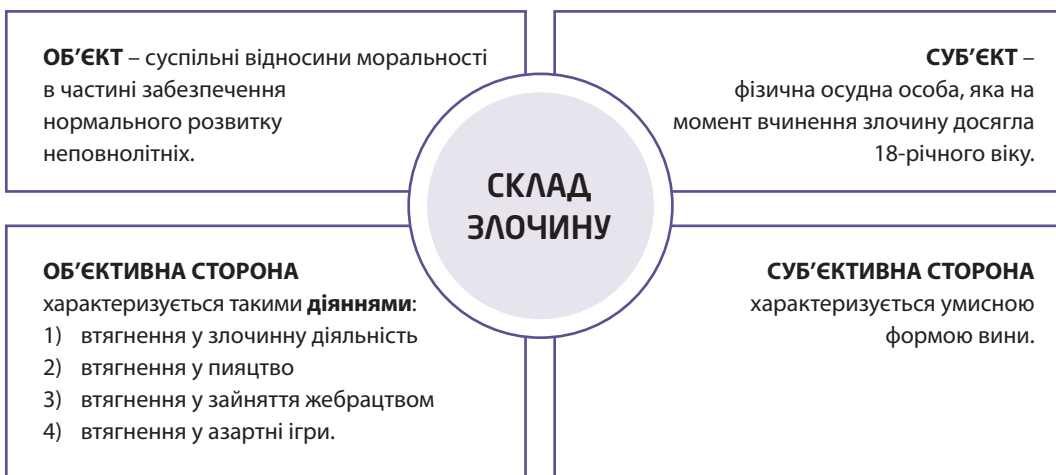 ОБ’ЄКТ – суспільні відносини моральності
в частині забезпечення
нормального розвитку
неповнолітніх.
СУБ’ЄКТ –
фізична осудна особа, яка на
момент вчинення злочину досягла
18-річного віку.
СКЛАД
ЗЛОЧИНУ
ОБ’ЄКТИВНА СТОРОНА
характеризується такими діяннями:
1) втягнення у злочинну діяльність
2) втягнення у пияцтво
3) втягнення у зайняття жебрацтвом
4) втягнення у азартні ігри.
СУБ’ЄКТИВНА СТОРОНА
характеризується умисною
формою вини.